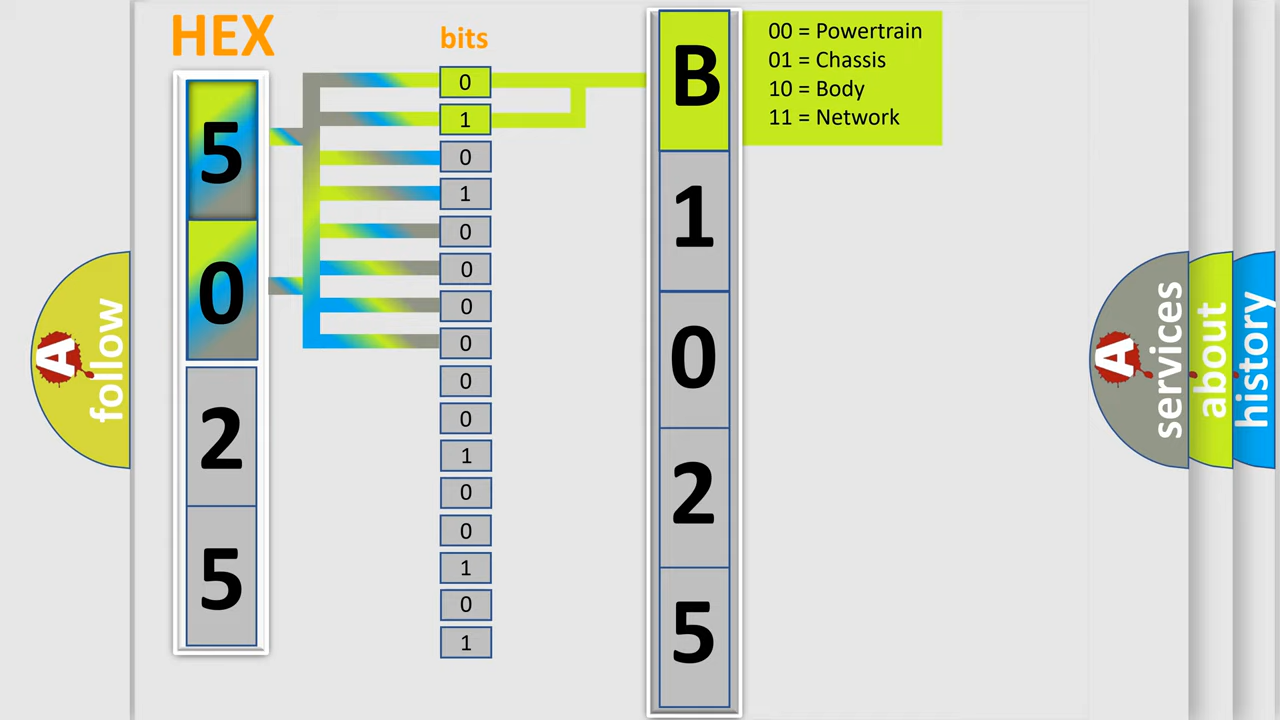 HEX
bits
5
0
2
5
0
1
0
1
0
0
0
0
0
0
1
0
0
1
0
1
B
1
0
2
5
00 = Powertrain
01 = Chassis
10 = Body
11 = Network
A
follow
A
services
about
history